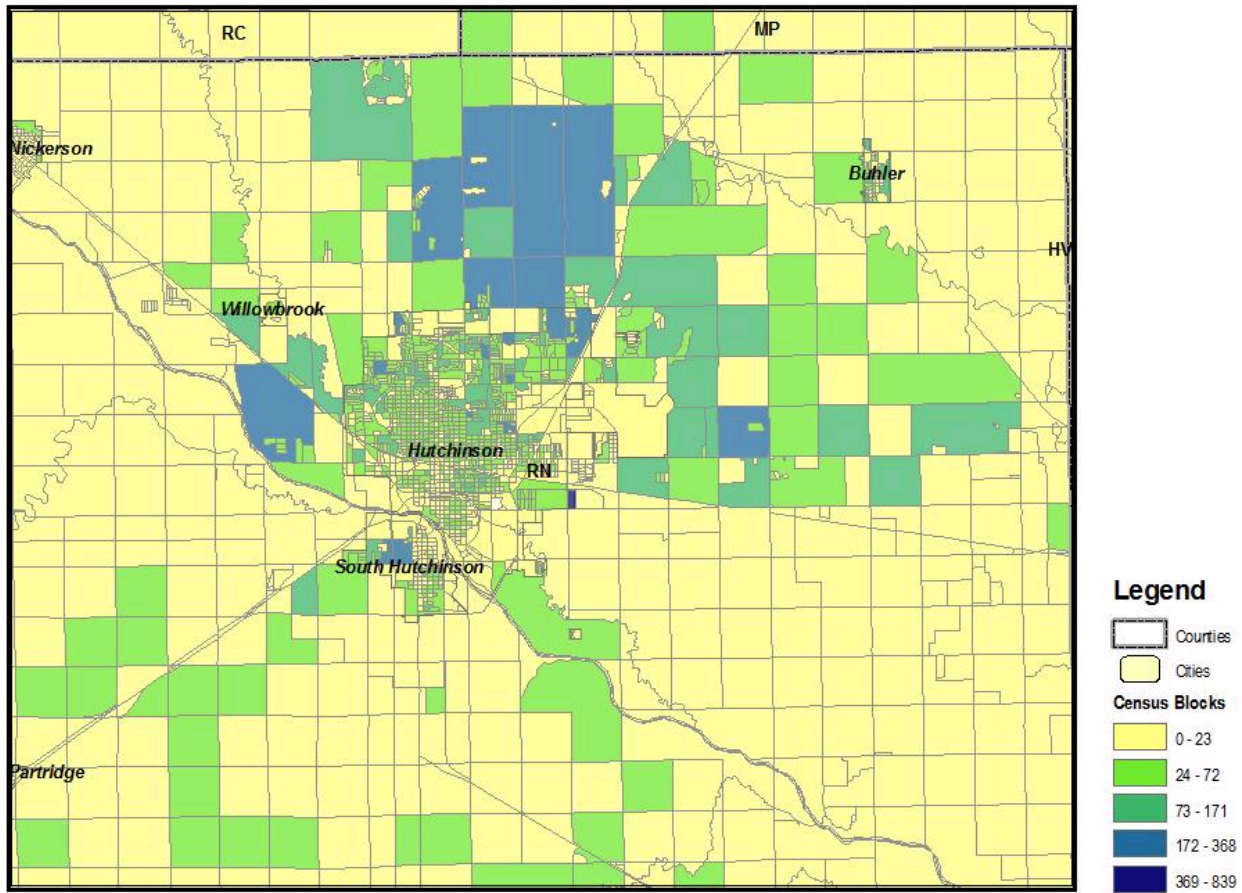 RC
MP
Nickerson
Buhler
HV
Willowbrook
Hutchinson
RN
South Hutchinson
Partridge
Legend
Counties
Cities
Census Blocks
0 - 23
24 - 72
73 - 171
172 - 368
369 - 839